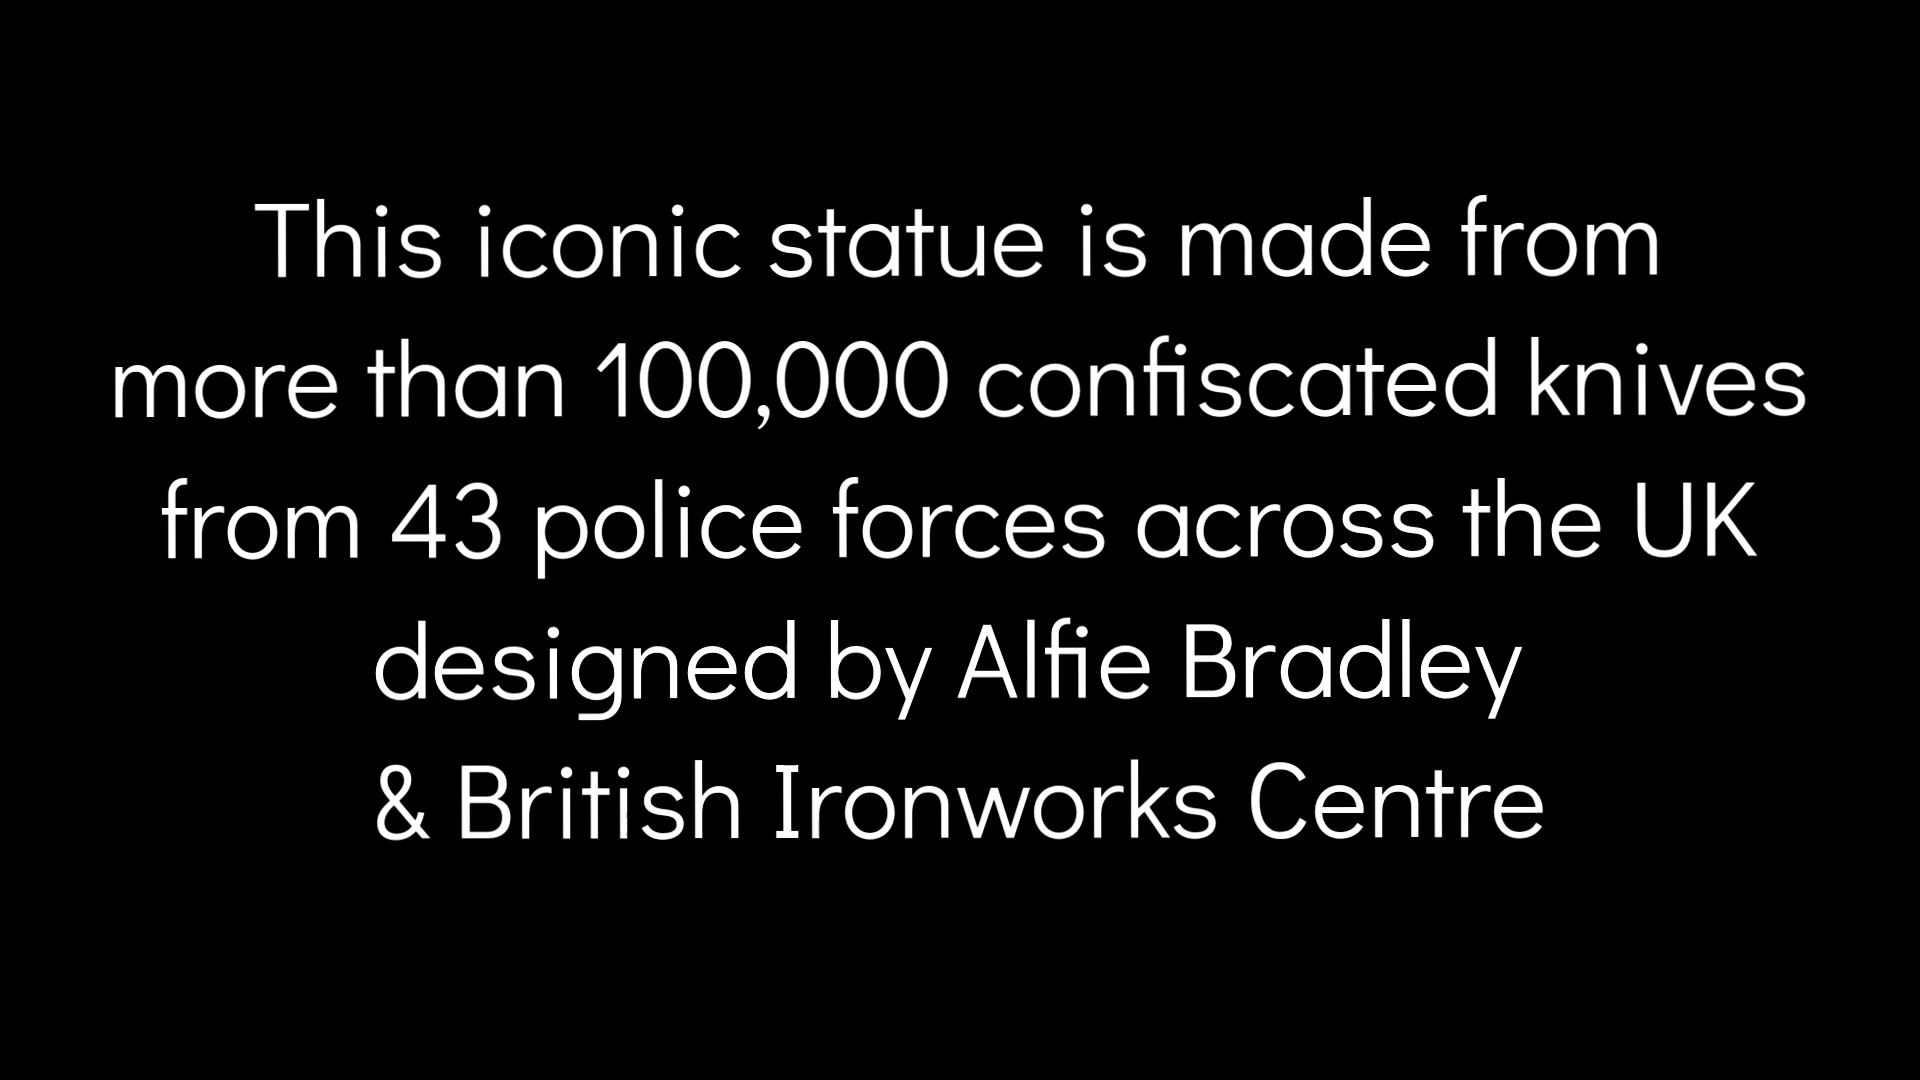 This iconic statue is made from
more than 100,000 confiscated knives
from 43 police forces across the UK
designed by Alfie Bradley
& British Ironworks Centre